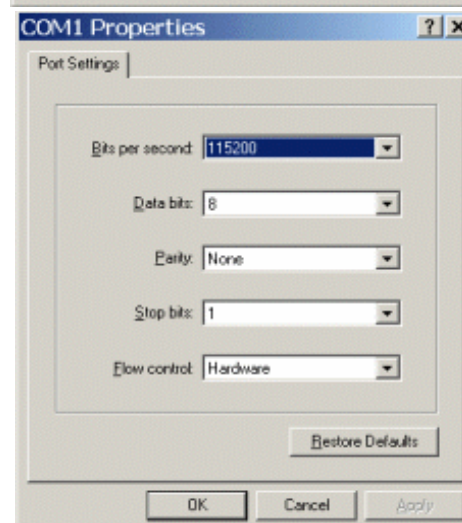 COM1 Properties
Port Settings
Bits per second: 115200
Data bits: 8
Parity: None
Stop bits: 1
Flow control: Hardware
Restore Defaults
OK Cancel Apply